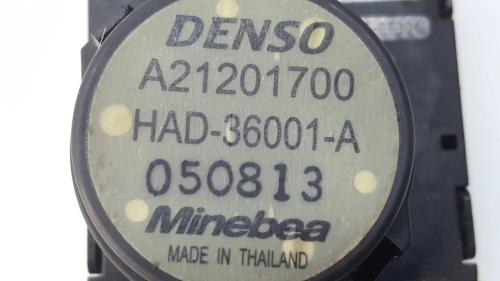 DENSO
A21201700
HAD-36001-A
050813
Minebea
MADE IN THAILAND